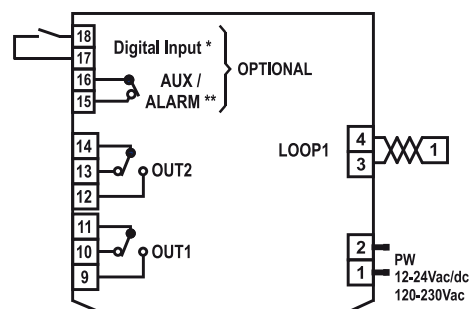 18
17
16
15
Digital Input *
AUX /
ALARM **
OPTIONAL
14
13
12
OUT2
11
10
9
OUT1
LOOP1
4
3
1
2
1
PW
12-24Vac/dc
120-230Vac